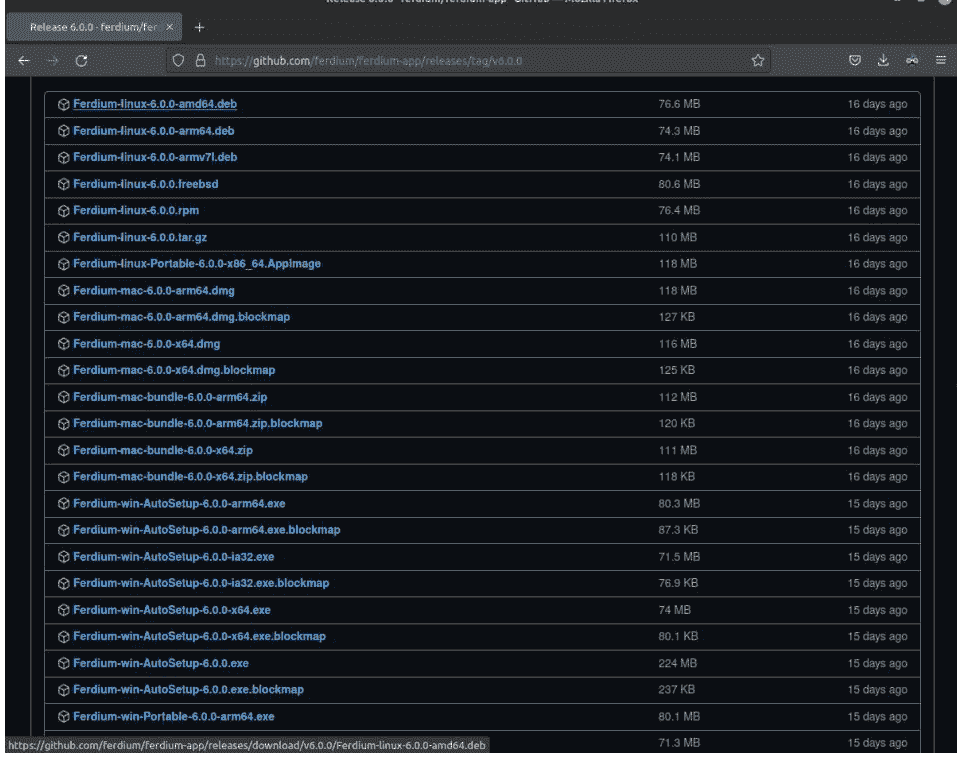 Release 6.0.0 · ferdium/ferdium-app · GitHub — Mozilla Firefox
Release 6.0.0 · ferdium/fer × +
https://github.com/ferdium/ferdium-app/releases/tag/v6.0.0
Ferdium-linux-6.0.0-amd64.deb 76.6 MB 16 days ago
Ferdium-linux-6.0.0-arm64.deb 74.3 MB 16 days ago
Ferdium-linux-6.0.0-armv7l.deb 74.1 MB 16 days ago
Ferdium-linux-6.0.0.freebsd 80.6 MB 16 days ago
Ferdium-linux-6.0.0.rpm 76.4 MB 16 days ago
Ferdium-linux-6.0.0.tar.gz 110 MB 16 days ago
Ferdium-linux-Portable-6.0.0-x86_64.AppImage 118 MB 16 days ago
Ferdium-mac-6.0.0-arm64.dmg 118 MB 16 days ago
Ferdium-mac-6.0.0-arm64.dmg.blockmap 127 KB 16 days ago
Ferdium-mac-6.0.0-x64.dmg 116 MB 16 days ago
Ferdium-mac-6.0.0-x64.dmg.blockmap 125 KB 16 days ago
Ferdium-mac-bundle-6.0.0-arm64.zip 112 MB 16 days ago
Ferdium-mac-bundle-6.0.0-arm64.zip.blockmap 120 KB 16 days ago
Ferdium-mac-bundle-6.0.0-x64.zip 111 MB 16 days ago
Ferdium-mac-bundle-6.0.0-x64.zip.blockmap 118 KB 16 days ago
Ferdium-win-AutoSetup-6.0.0-arm64.exe 80.3 MB 15 days ago
Ferdium-win-AutoSetup-6.0.0-arm64.exe.blockmap 87.3 KB 15 days ago
Ferdium-win-AutoSetup-6.0.0-ia32.exe 71.5 MB 15 days ago
Ferdium-win-AutoSetup-6.0.0-ia32.exe.blockmap 76.9 KB 15 days ago
Ferdium-win-AutoSetup-6.0.0-x64.exe 74 MB 15 days ago
Ferdium-win-AutoSetup-6.0.0-x64.exe.blockmap 80.1 KB 15 days ago
Ferdium-win-AutoSetup-6.0.0.exe 224 MB 15 days ago
Ferdium-win-AutoSetup-6.0.0.exe.blockmap 237 KB 15 days ago
Ferdium-win-Portable-6.0.0-arm64.exe 80.1 MB 15 days ago
71.3 MB 15 days ago
https://github.com/ferdium/ferdium-app/releases/download/v6.0.0/Ferdium-linux-6.0.0-amd64.deb